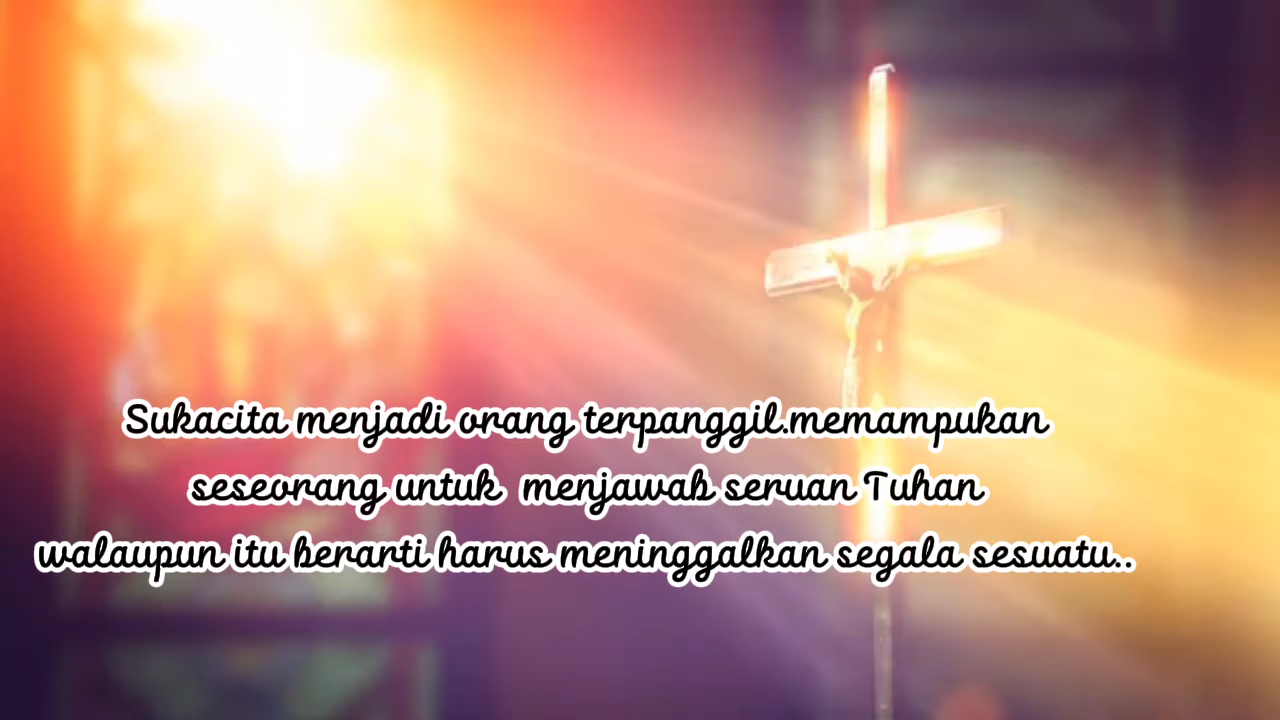 Sukacita menjadi orang terpanggil.memampukan
seseorang untuk menjawab seruan Tuhan
walaupun itu berarti harus meninggalkan segala sesuatu..